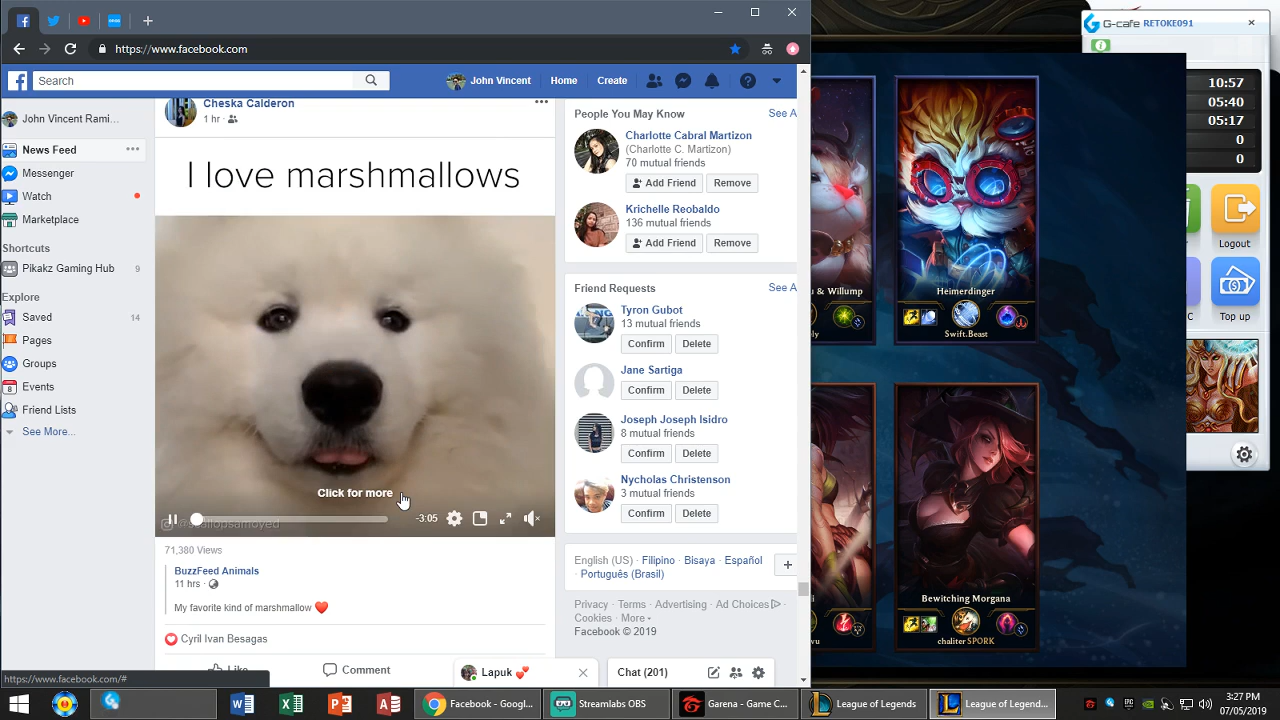 https://www.facebook.com
G-cafe RETOKE091
Search
John Vincent
Home
Create
John Vincent Rami...
News Feed
Messenger
Watch
Marketplace
Shortcuts
Pikakz Gaming Hub 9
Explore
Saved 14
Pages
Groups
Events
Friend Lists
See More...
Cheska Calderon
1 hr ·
I love marshmallows
Click for more
-3:05
71,380 Views
BuzzFeed Animals
11 hrs ·
My favorite kind of marshmallow
Cyril Ivan Besagas
Like
Comment
People You May Know
See A
Charlotte Cabral Martizon
(Charlotte C. Martizon)
70 mutual friends
Add Friend
Remove
Krichelle Reobaldo
136 mutual friends
Add Friend
Remove
Friend Requests
See A
Tyron Gubot
13 mutual friends
Confirm
Delete
Jane Sartiga
Confirm
Delete
Joseph Joseph Isidro
8 mutual friends
Confirm
Delete
Nycholas Christenson
3 mutual friends
Confirm
Delete
English (US) · Filipino · Bisaya · Español
· Português (Brasil)
Privacy · Terms · Advertising · Ad Choices ·
Cookies · More
Facebook © 2019
Lapuk
Chat (201)
https://www.facebook.com/#
& Willump
Heimerdinger
Swift.Beast
Bewitching Morgana
chaliter SPORK
10:57
05:40
05:17
0
0
Logout
Top up
Facebook - Googl...
Streamlabs OBS
Garena - Game C...
League of Legends
League of Legend...
3:27 PM
07/05/2019